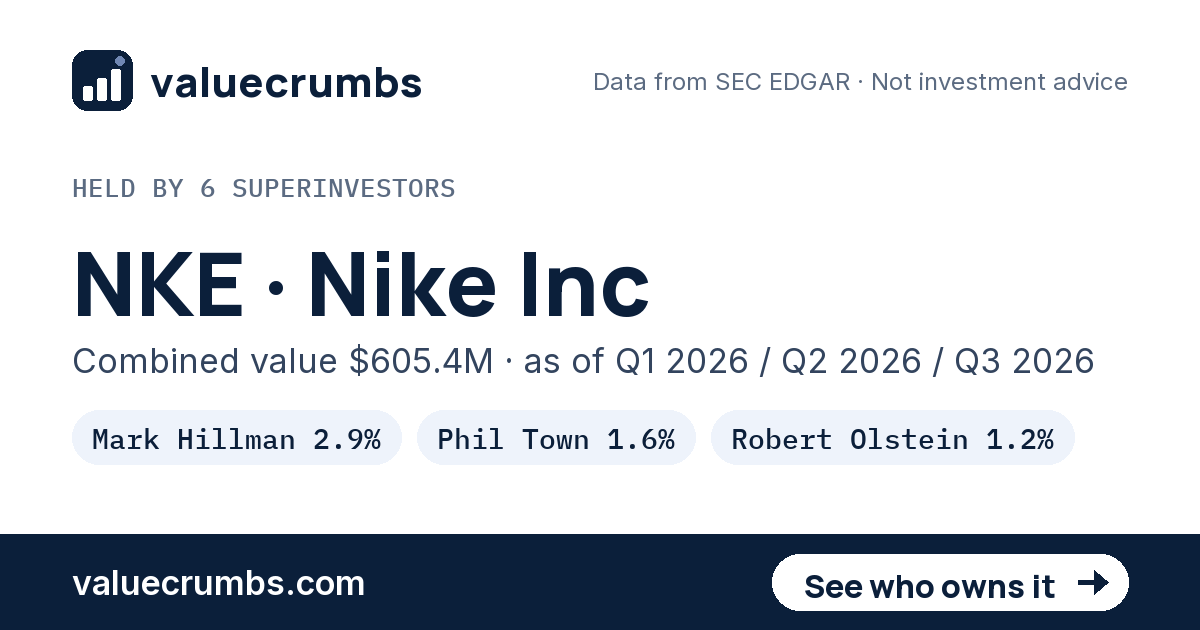 valuecrumbs
Data from SEC EDGAR · Not investment advice
HELD BY 6 SUPERINVESTORS
NKE · Nike Inc
Combined value $605.4M · as of Q1 2026 / Q2 2026 / Q3 2026
Mark Hillman 2.9%
Phil Town 1.6%
Robert Olstein 1.2%
valuecrumbs.com
See who owns it →